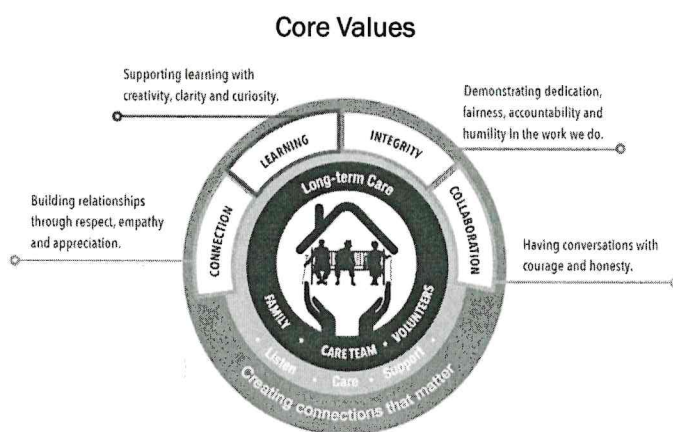 Core Values
Supporting learning with
creativity, clarity and curiosity.
Demonstrating dedication,
fairness, accountability and
humility in the work we do.
Building relationships
through respect, empathy
and appreciation.
Having conversations with
courage and honesty.
CONNECTION
LEARNING
INTEGRITY
COLLABORATION
Long-term Care
FAMILY • CARE TEAM • VOLUNTEERS
• Listen • Care • Support •
Creating connections that matter